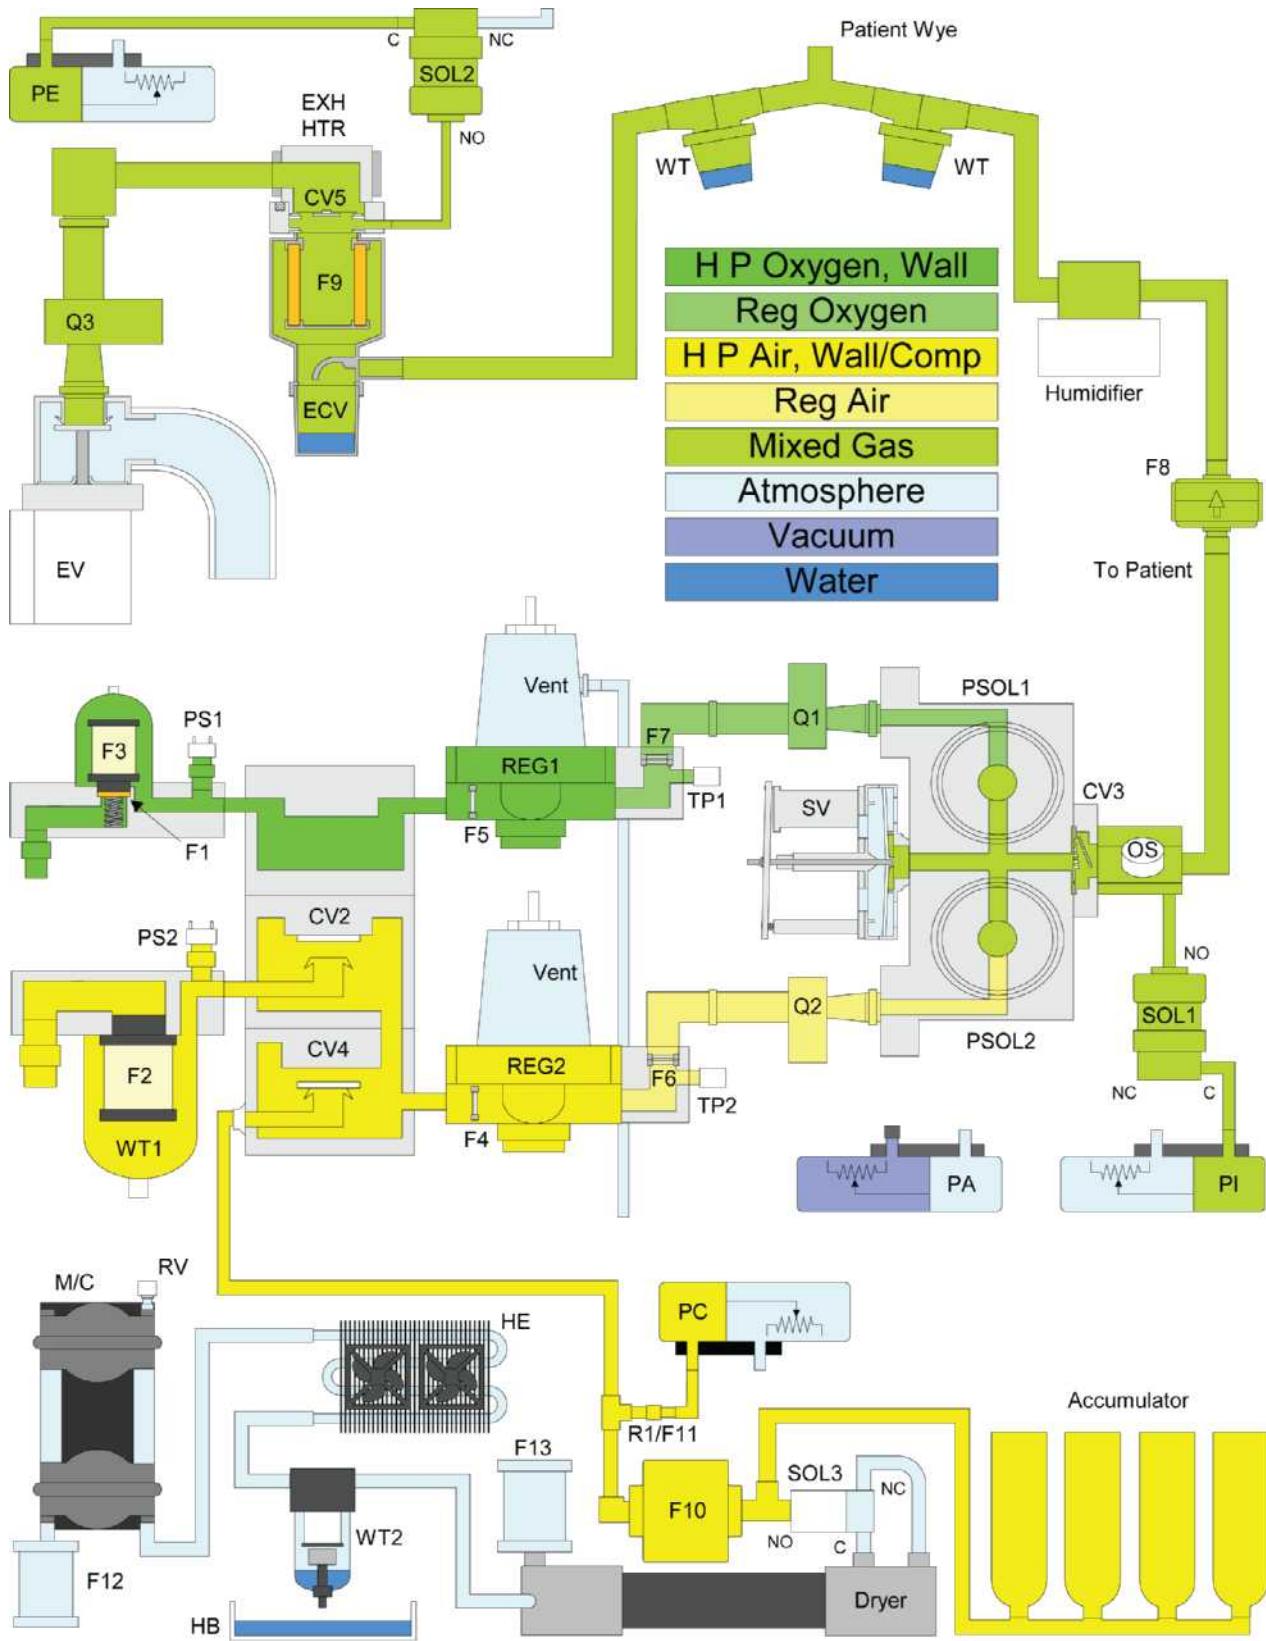 Patient Wye
C
NC
SOL2
PE
EXH
HTR
NO
WT
WT
CV5
H P Oxygen, Wall
F9
Reg Oxygen
Q3
H P Air, Wall/Comp
Reg Air
Humidifier
ECV
Mixed Gas
F8
Atmosphere
Vacuum
To Patient
EV
Water
Vent
PSOL1
PS1
Q1
F7
F3
REG1
CV3
TP1
SV
F5
F1
OS
CV2
PS2
NO
Vent
Q2
SOL1
PSOL2
CV4
REG2
F2
F6
NC
C
TP2
F4
WT1
PA
PI
RV
M/C
PC
HE
Accumulator
R1/F11
F13
SOL3
NC
F10
WT2
NO
C
F12
Dryer
HB